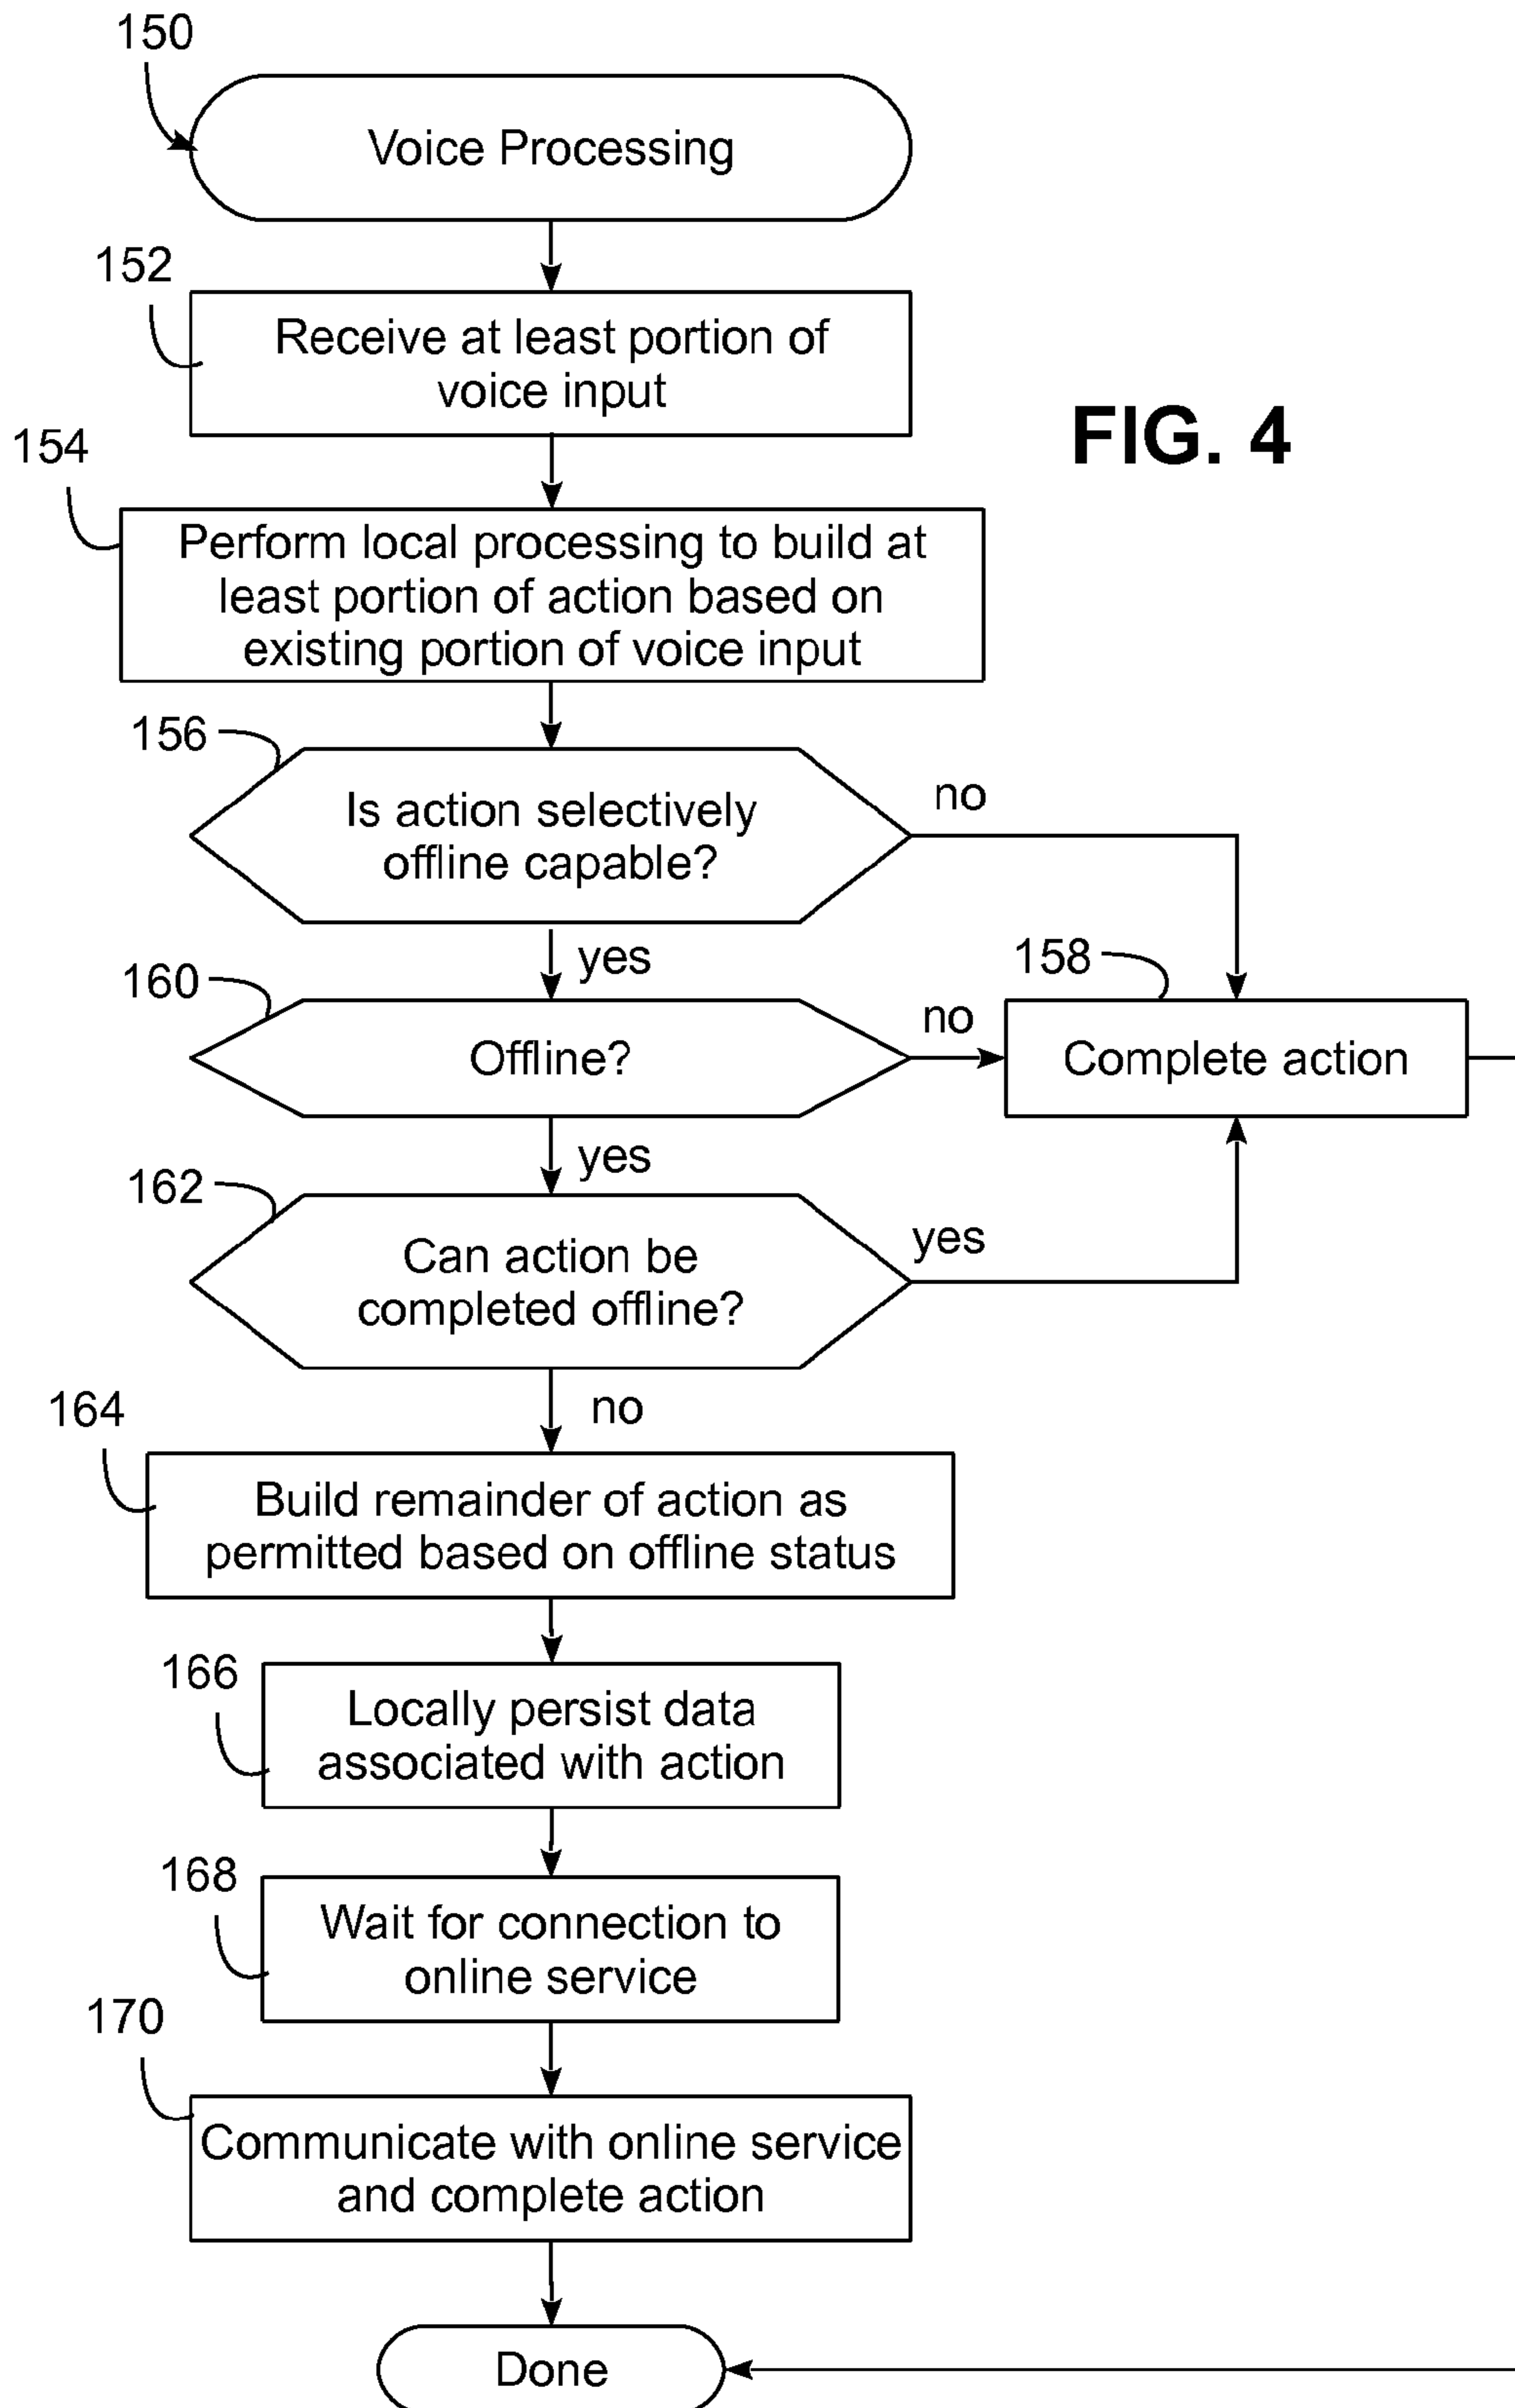 150
Voice Processing
152
Receive at least portion of
voice input
FIG. 4
154
Perform local processing to build at
least portion of action based on
existing portion of voice input
156
Is action selectively
offline capable?
no
yes
160
Offline?
no
158
Complete action
yes
162
Can action be
completed offline?
yes
no
164
Build remainder of action as
permitted based on offline status
166
Locally persist data
associated with action
168
Wait for connection to
online service
170
Communicate with online service
and complete action
Done